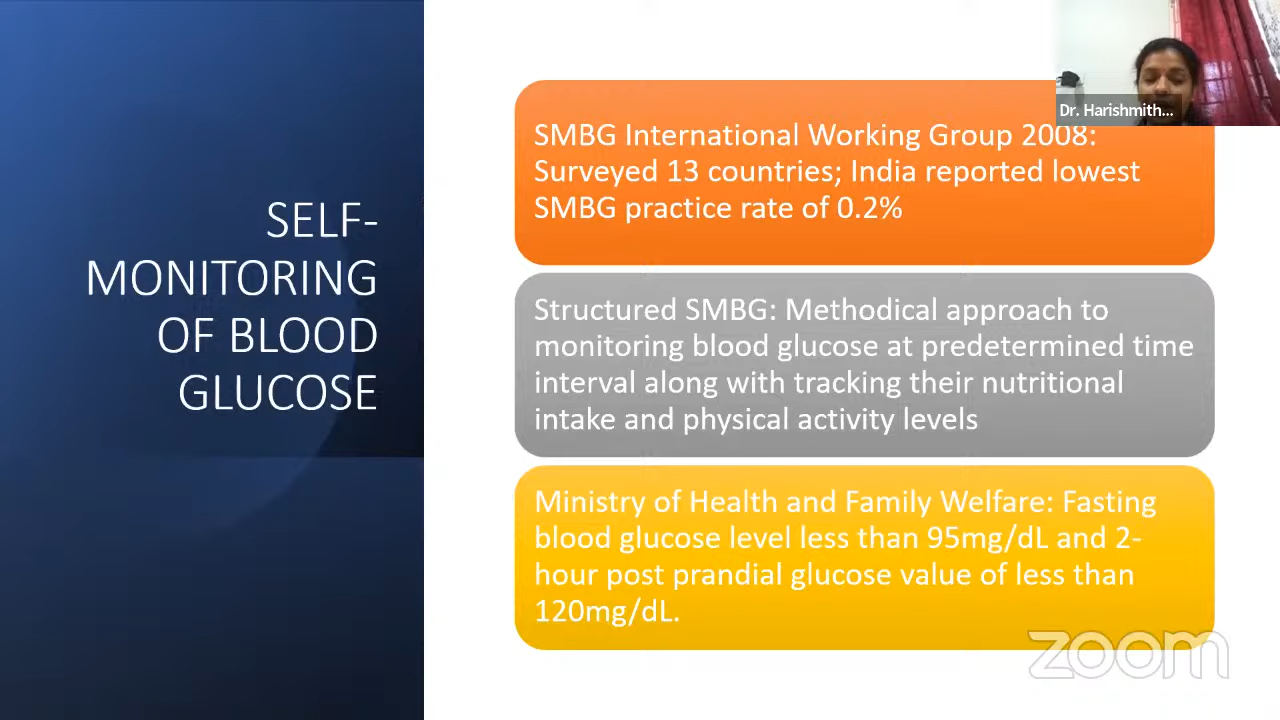 SELF-
MONITORING
OF BLOOD
GLUCOSE
SMBG International Working Group 2008:
Surveyed 13 countries; India reported lowest
SMBG practice rate of 0.2%
Structured SMBG: Methodical approach to
monitoring blood glucose at predetermined time
interval along with tracking their nutritional
intake and physical activity levels
Ministry of Health and Family Welfare: Fasting
blood glucose level less than 95mg/dL and 2-
hour post prandial glucose value of less than
120mg/dL.
Dr. Harishmith...
zoom